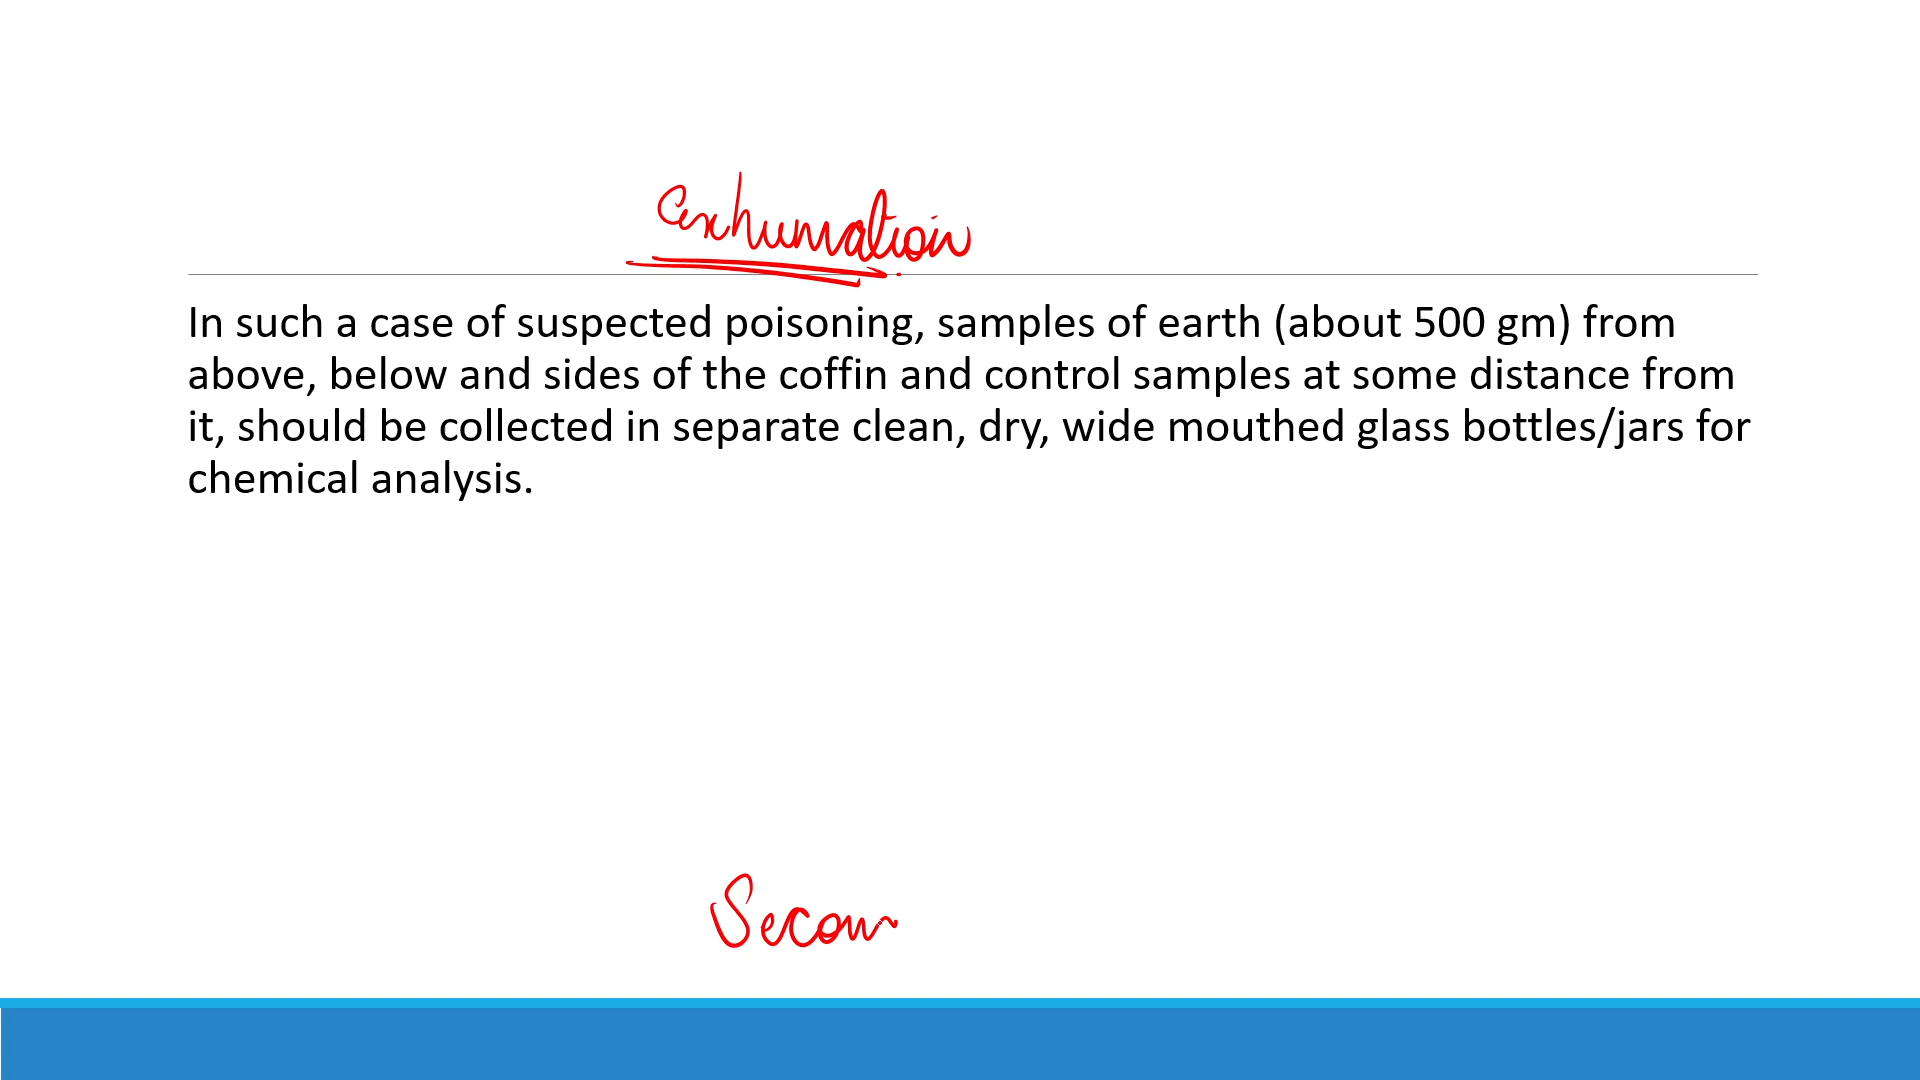 exhumation
In such a case of suspected poisoning, samples of earth (about 500 gm) from
above, below and sides of the coffin and control samples at some distance from
it, should be collected in separate clean, dry, wide mouthed glass bottles/jars for
chemical analysis.
Secon